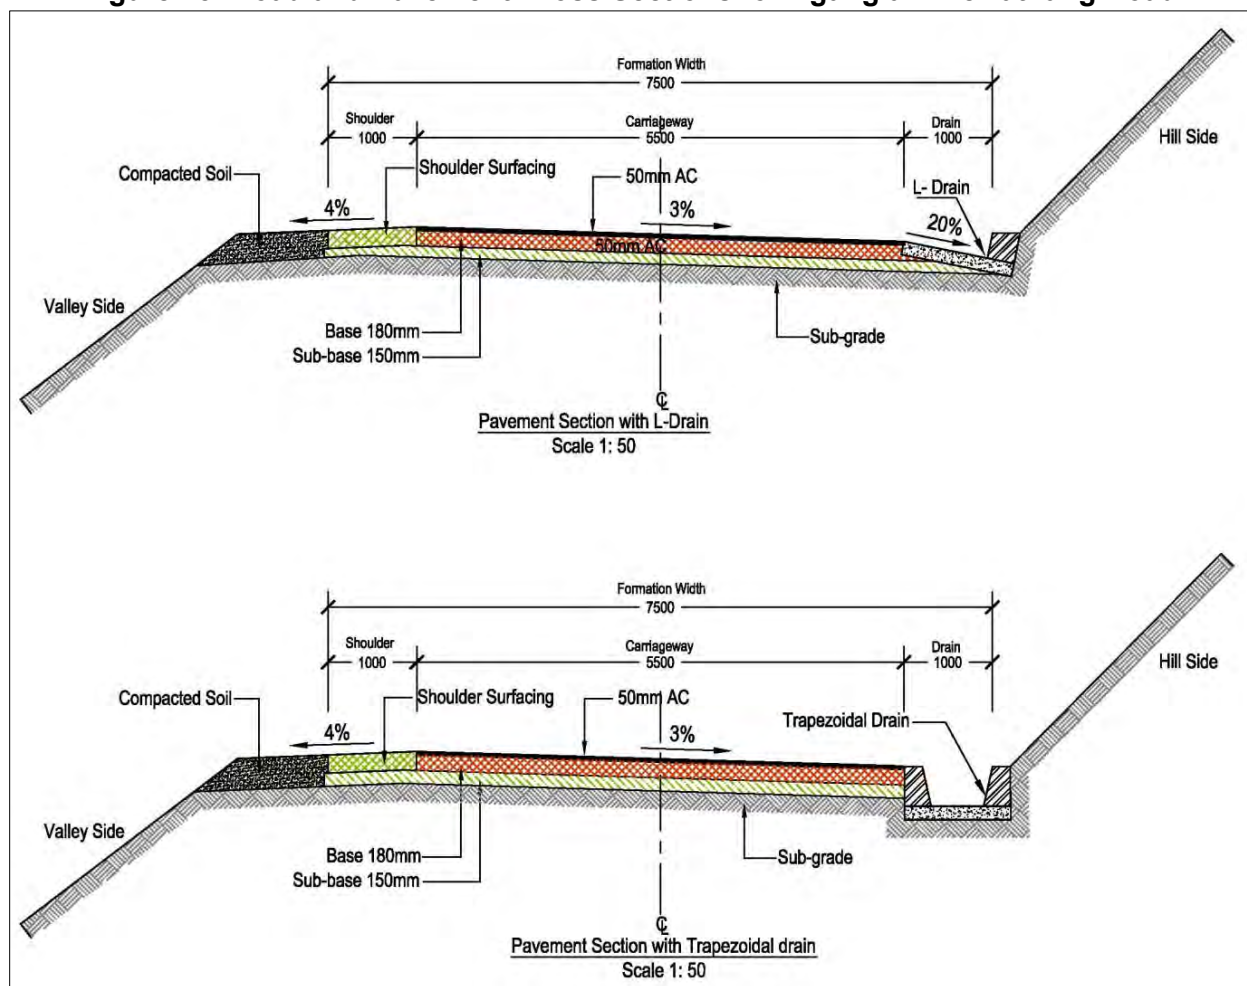 Formation Width
7500
Shoulder
1000
Carriageway
5500
Drain
1000
Hill Side
Compacted Soil
Shoulder Surfacing
50mm AC
L- Drain
4%
3%
20%
50mm AC
Valley Side
Base 180mm
Sub-base 150mm
Sub-grade
℄
Pavement Section with L-Drain
Scale 1: 50
Formation Width
7500
Shoulder
1000
Carriageway
5500
Drain
1000
Hill Side
Compacted Soil
Shoulder Surfacing
50mm AC
Trapezoidal Drain
4%
3%
Valley Side
Base 180mm
Sub-base 150mm
Sub-grade
℄
Pavement Section with Trapezoidal drain
Scale 1: 50